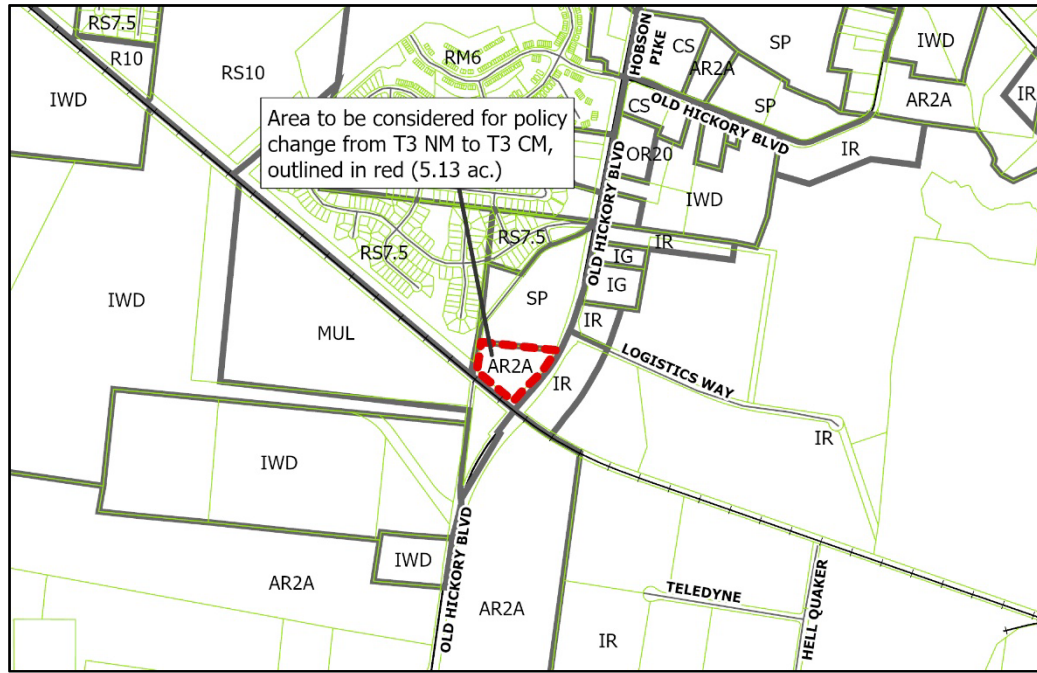 RS7.5
R10
IWD
RS10
RM6
HOBSON
PIKE
CS
AR2A
SP
IWD
IR
AR2A
OLD HICKORY BLVD
SP
CS
IR
OR20
IWD
Area to be considered for policy
change from T3 NM to T3 CM,
outlined in red (5.13 ac.)
RS7.5
RS7.5
OLD HICKORY BLVD
IR
IG
IG
SP
IR
IWD
MUL
AR2A
IR
LOGISTICS WAY
IR
IWD
IWD
AR2A
OLD HICKORY BLVD
AR2A
TELEDYNE
HELL QUAKER
IR